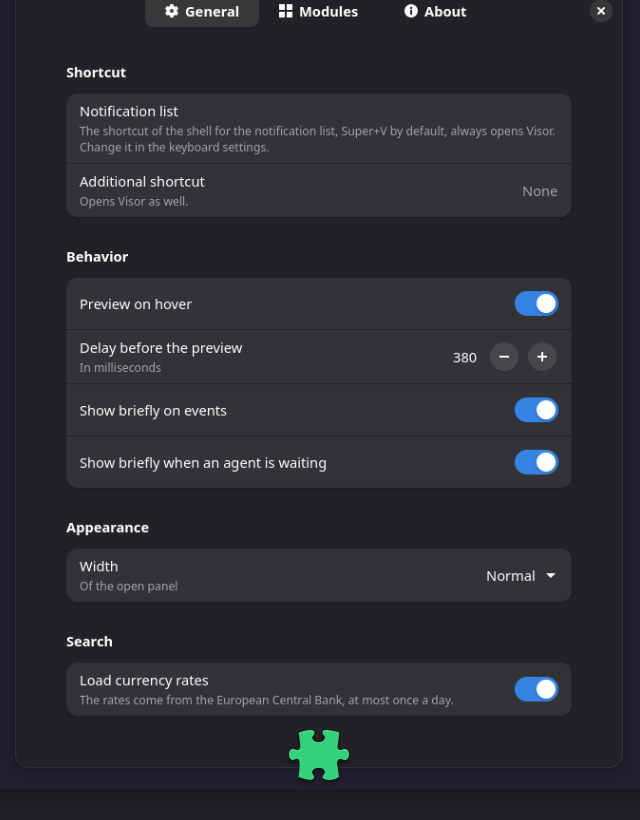 General
Modules
About
Shortcut
Notification list
The shortcut of the shell for the notification list, Super+V by default, always opens Visor.
Change it in the keyboard settings.
Additional shortcut
None
Opens Visor as well.
Behavior
Preview on hover
Delay before the preview
380
In milliseconds
Show briefly on events
Show briefly when an agent is waiting
Appearance
Width
Normal
Of the open panel
Search
Load currency rates
The rates come from the European Central Bank, at most once a day.